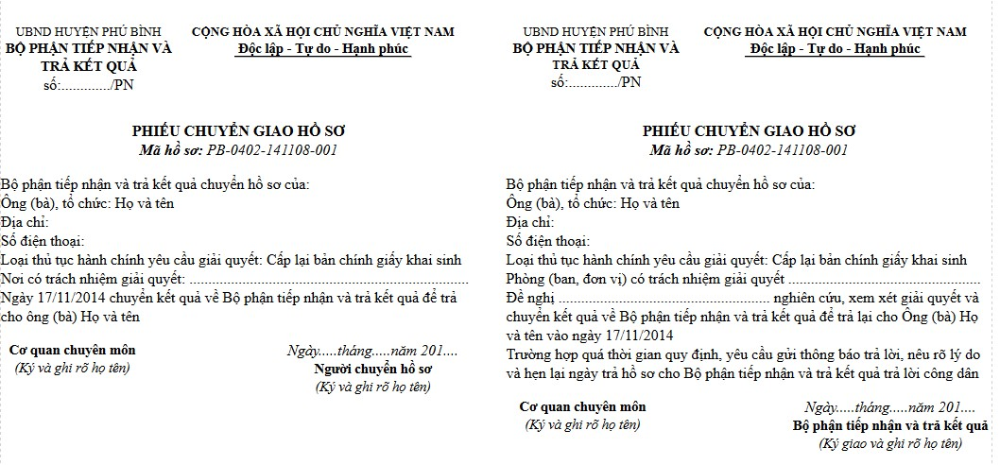 UBND HUYỆN PHÚ BÌNH
BỘ PHẬN TIẾP NHẬN VÀ
TRẢ KẾT QUẢ
số:............./PN
CỘNG HÒA XÃ HỘI CHỦ NGHĨA VIỆT NAM
Độc lập - Tự do - Hạnh phúc
PHIẾU CHUYỂN GIAO HỒ SƠ
Mã hồ sơ: PB-0402-141108-001
Bộ phận tiếp nhận và trả kết quả chuyển hồ sơ của:
Ông (bà), tổ chức: Họ và tên
Địa chỉ:
Số điện thoại:
Loại thủ tục hành chính yêu cầu giải quyết: Cấp lại bản chính giấy khai sinh
Nơi có trách nhiệm giải quyết: ..........................................................................
Ngày 17/11/2014 chuyển kết quả về Bộ phận tiếp nhận và trả kết quả để trả
cho ông (bà) Họ và tên
Cơ quan chuyên môn
(Ký và ghi rõ họ tên)
Ngày.....tháng.....năm 201....
Người chuyển hồ sơ
(Ký và ghi rõ họ tên)
UBND HUYỆN PHÚ BÌNH
BỘ PHẬN TIẾP NHẬN VÀ
TRẢ KẾT QUẢ
số:............./PN
CỘNG HÒA XÃ HỘI CHỦ NGHĨA VIỆT NAM
Độc lập - Tự do - Hạnh phúc
PHIẾU CHUYỂN GIAO HỒ SƠ
Mã hồ sơ: PB-0402-141108-001
Bộ phận tiếp nhận và trả kết quả chuyển hồ sơ của:
Ông (bà), tổ chức: Họ và tên
Địa chỉ:
Số điện thoại:
Loại thủ tục hành chính yêu cầu giải quyết: Cấp lại bản chính giấy khai sinh
Phòng (ban, đơn vị) có trách nhiệm giải quyết ...................................................
Đề nghị ........................................................ nghiên cứu, xem xét giải quyết và
chuyển kết quả về Bộ phận tiếp nhận và trả kết quả để trả lại cho Ông (bà) Họ
và tên vào ngày 17/11/2014
Trường hợp quá thời gian quy định, yêu cầu gửi thông báo trả lời, nêu rõ lý do
và hẹn lại ngày trả hồ sơ cho Bộ phận tiếp nhận và trả kết quả trả lời công dân
Cơ quan chuyên môn
(Ký và ghi rõ họ tên)
Ngày.....tháng.....năm 201....
Bộ phận tiếp nhận và trả kết quả
(Ký giao và ghi rõ họ tên)